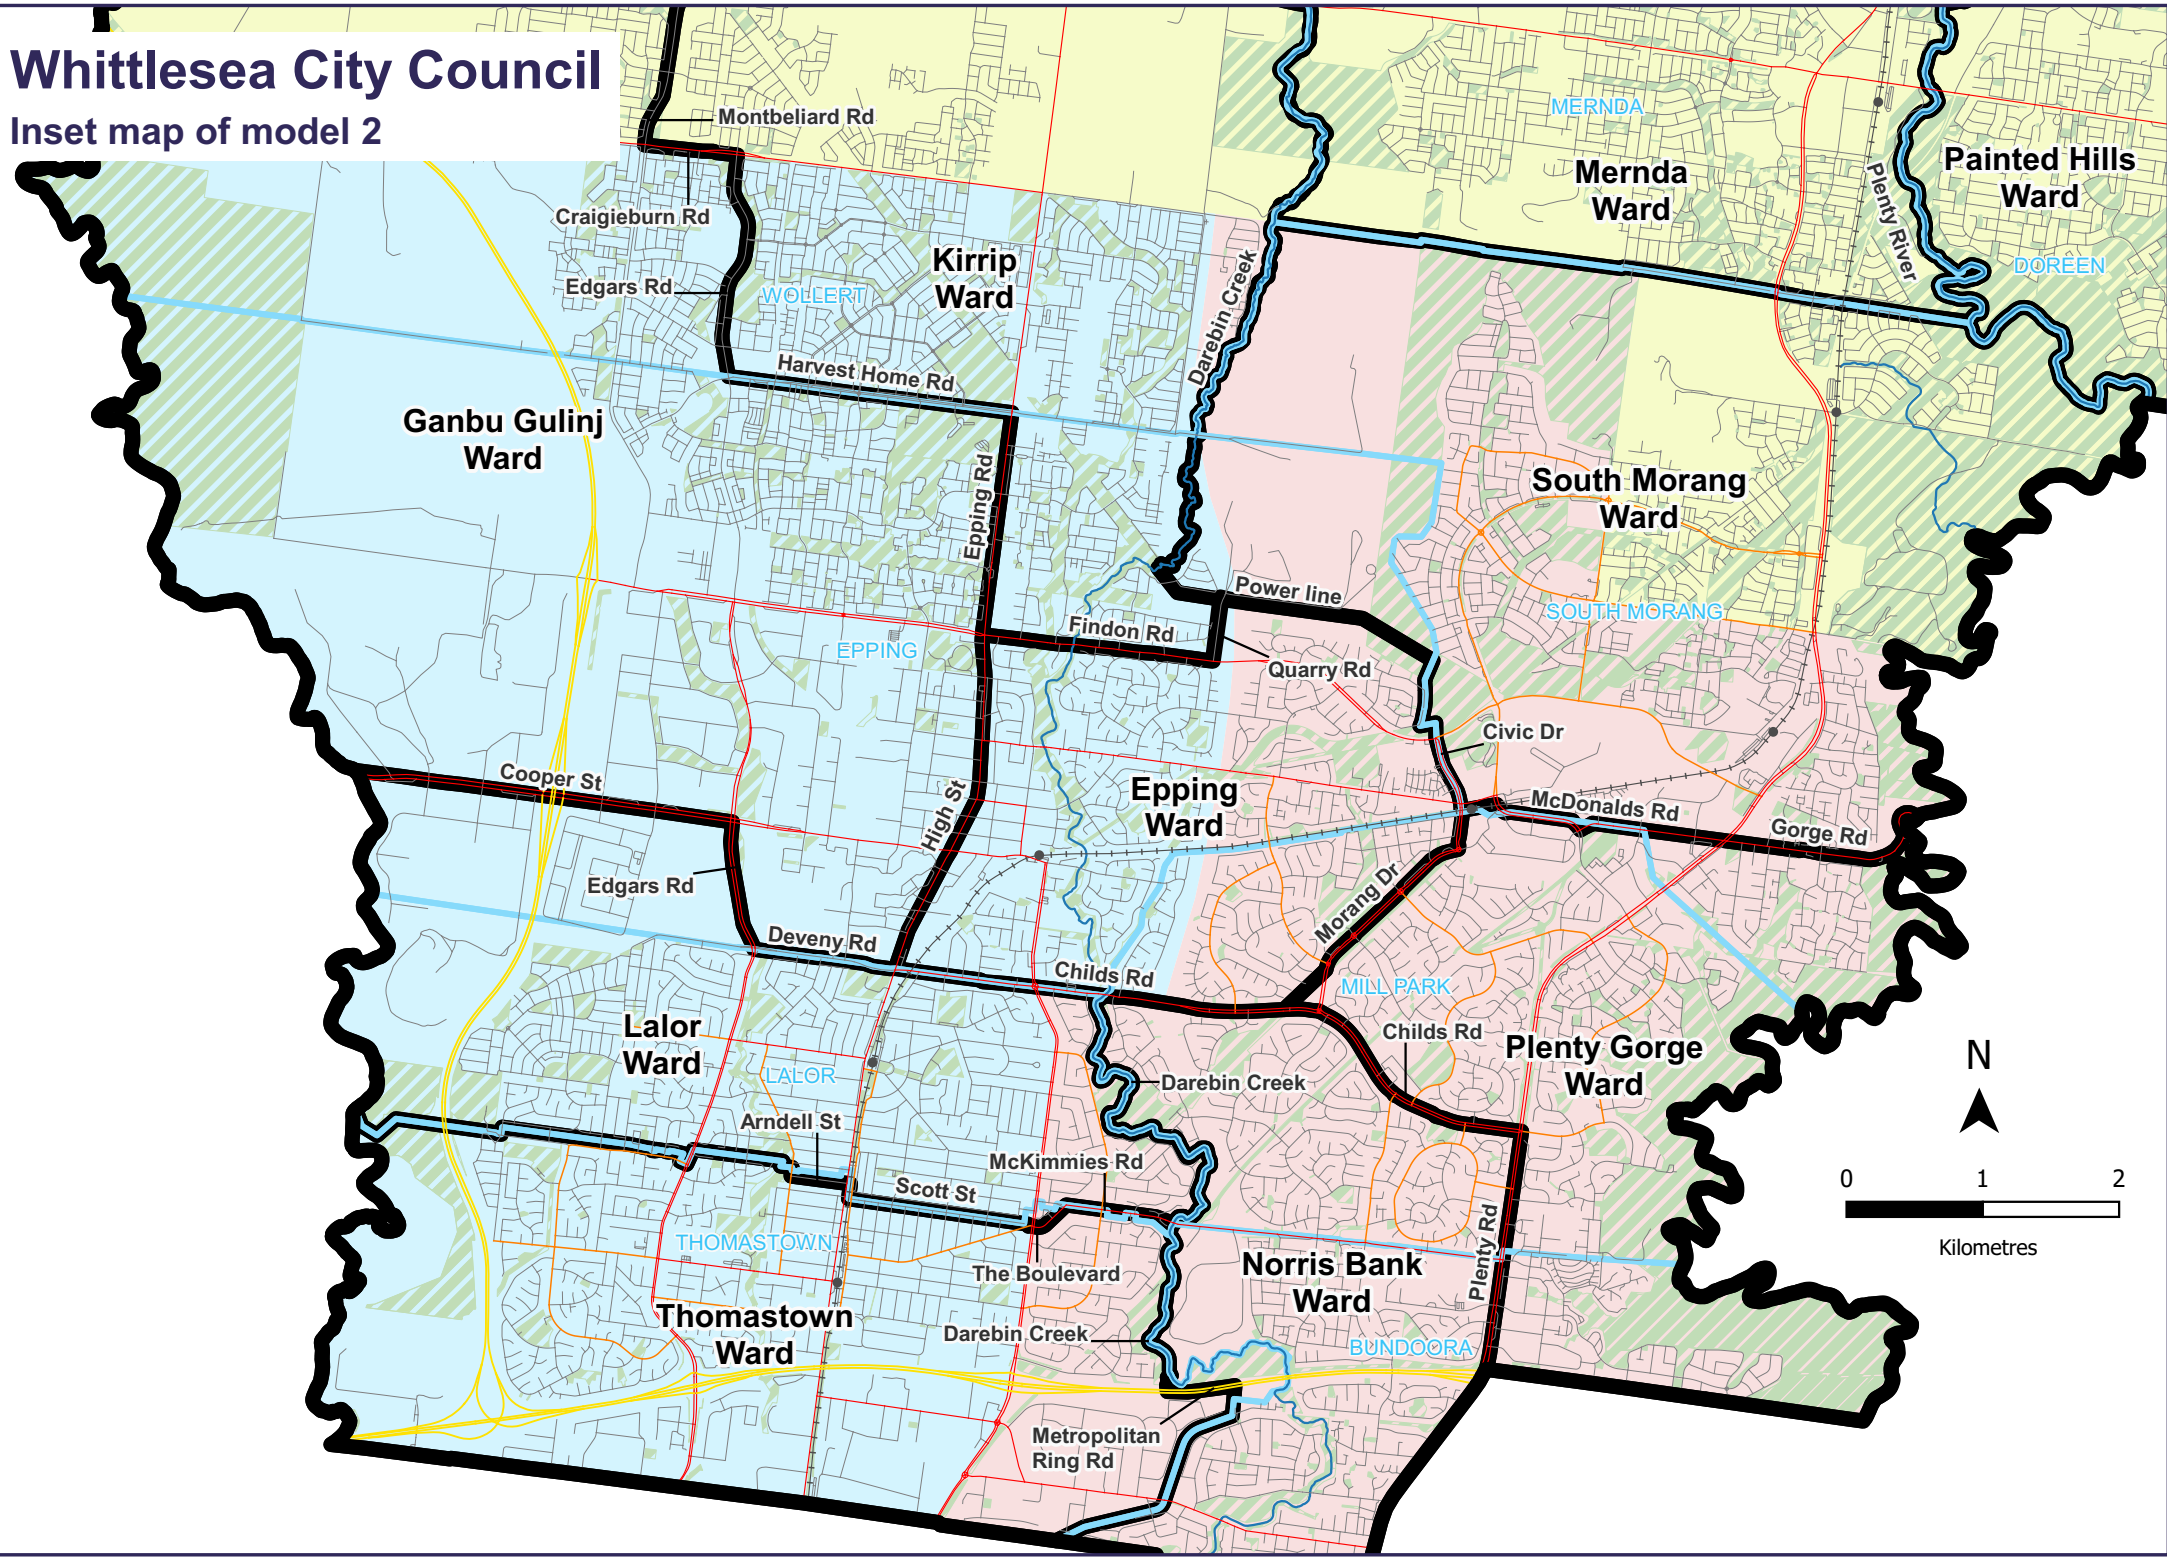 Whittlesea City Council
Inset map of model 2
Montbeliard Rd
MERNDA
Mernda
Ward
Plenty River
Painted Hills
Ward
DOREEN
Craigieburn Rd
Kirrip
Ward
Edgars Rd
WOLLERT
Darebin Creek
Harvest Home Rd
Ganbu Gulinj
Ward
Epping Rd
South Morang
Ward
Power line
Findon Rd
SOUTH MORANG
EPPING
Quarry Rd
Civic Dr
Cooper St
High St
Epping
Ward
McDonalds Rd
Gorge Rd
Edgars Rd
Morang Dr
Deveny Rd
Childs Rd
MILL PARK
Lalor
Ward
Childs Rd
Plenty Gorge
Ward
LALOR
Darebin Creek
Arndell St
McKimmies Rd
Scott St
THOMASTOWN
The Boulevard
Norris Bank
Ward
Plenty Rd
Thomastown
Ward
Darebin Creek
BUNDOORA
Metropolitan
Ring Rd
N
0 1 2
Kilometres